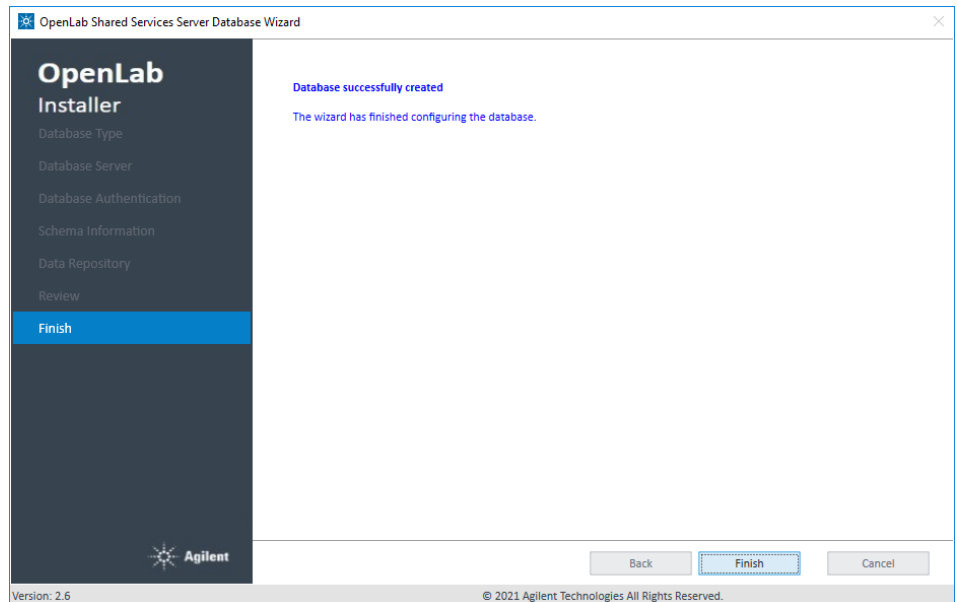 OpenLab Shared Services Server Database Wizard
OpenLab
Installer
Database Type
Database Server
Database Authentication
Schema Information
Data Repository
Review
Finish
Database successfully created
The wizard has finished configuring the database.
Agilent
Back
Finish
Cancel
Version: 2.6
© 2021 Agilent Technologies All Rights Reserved.